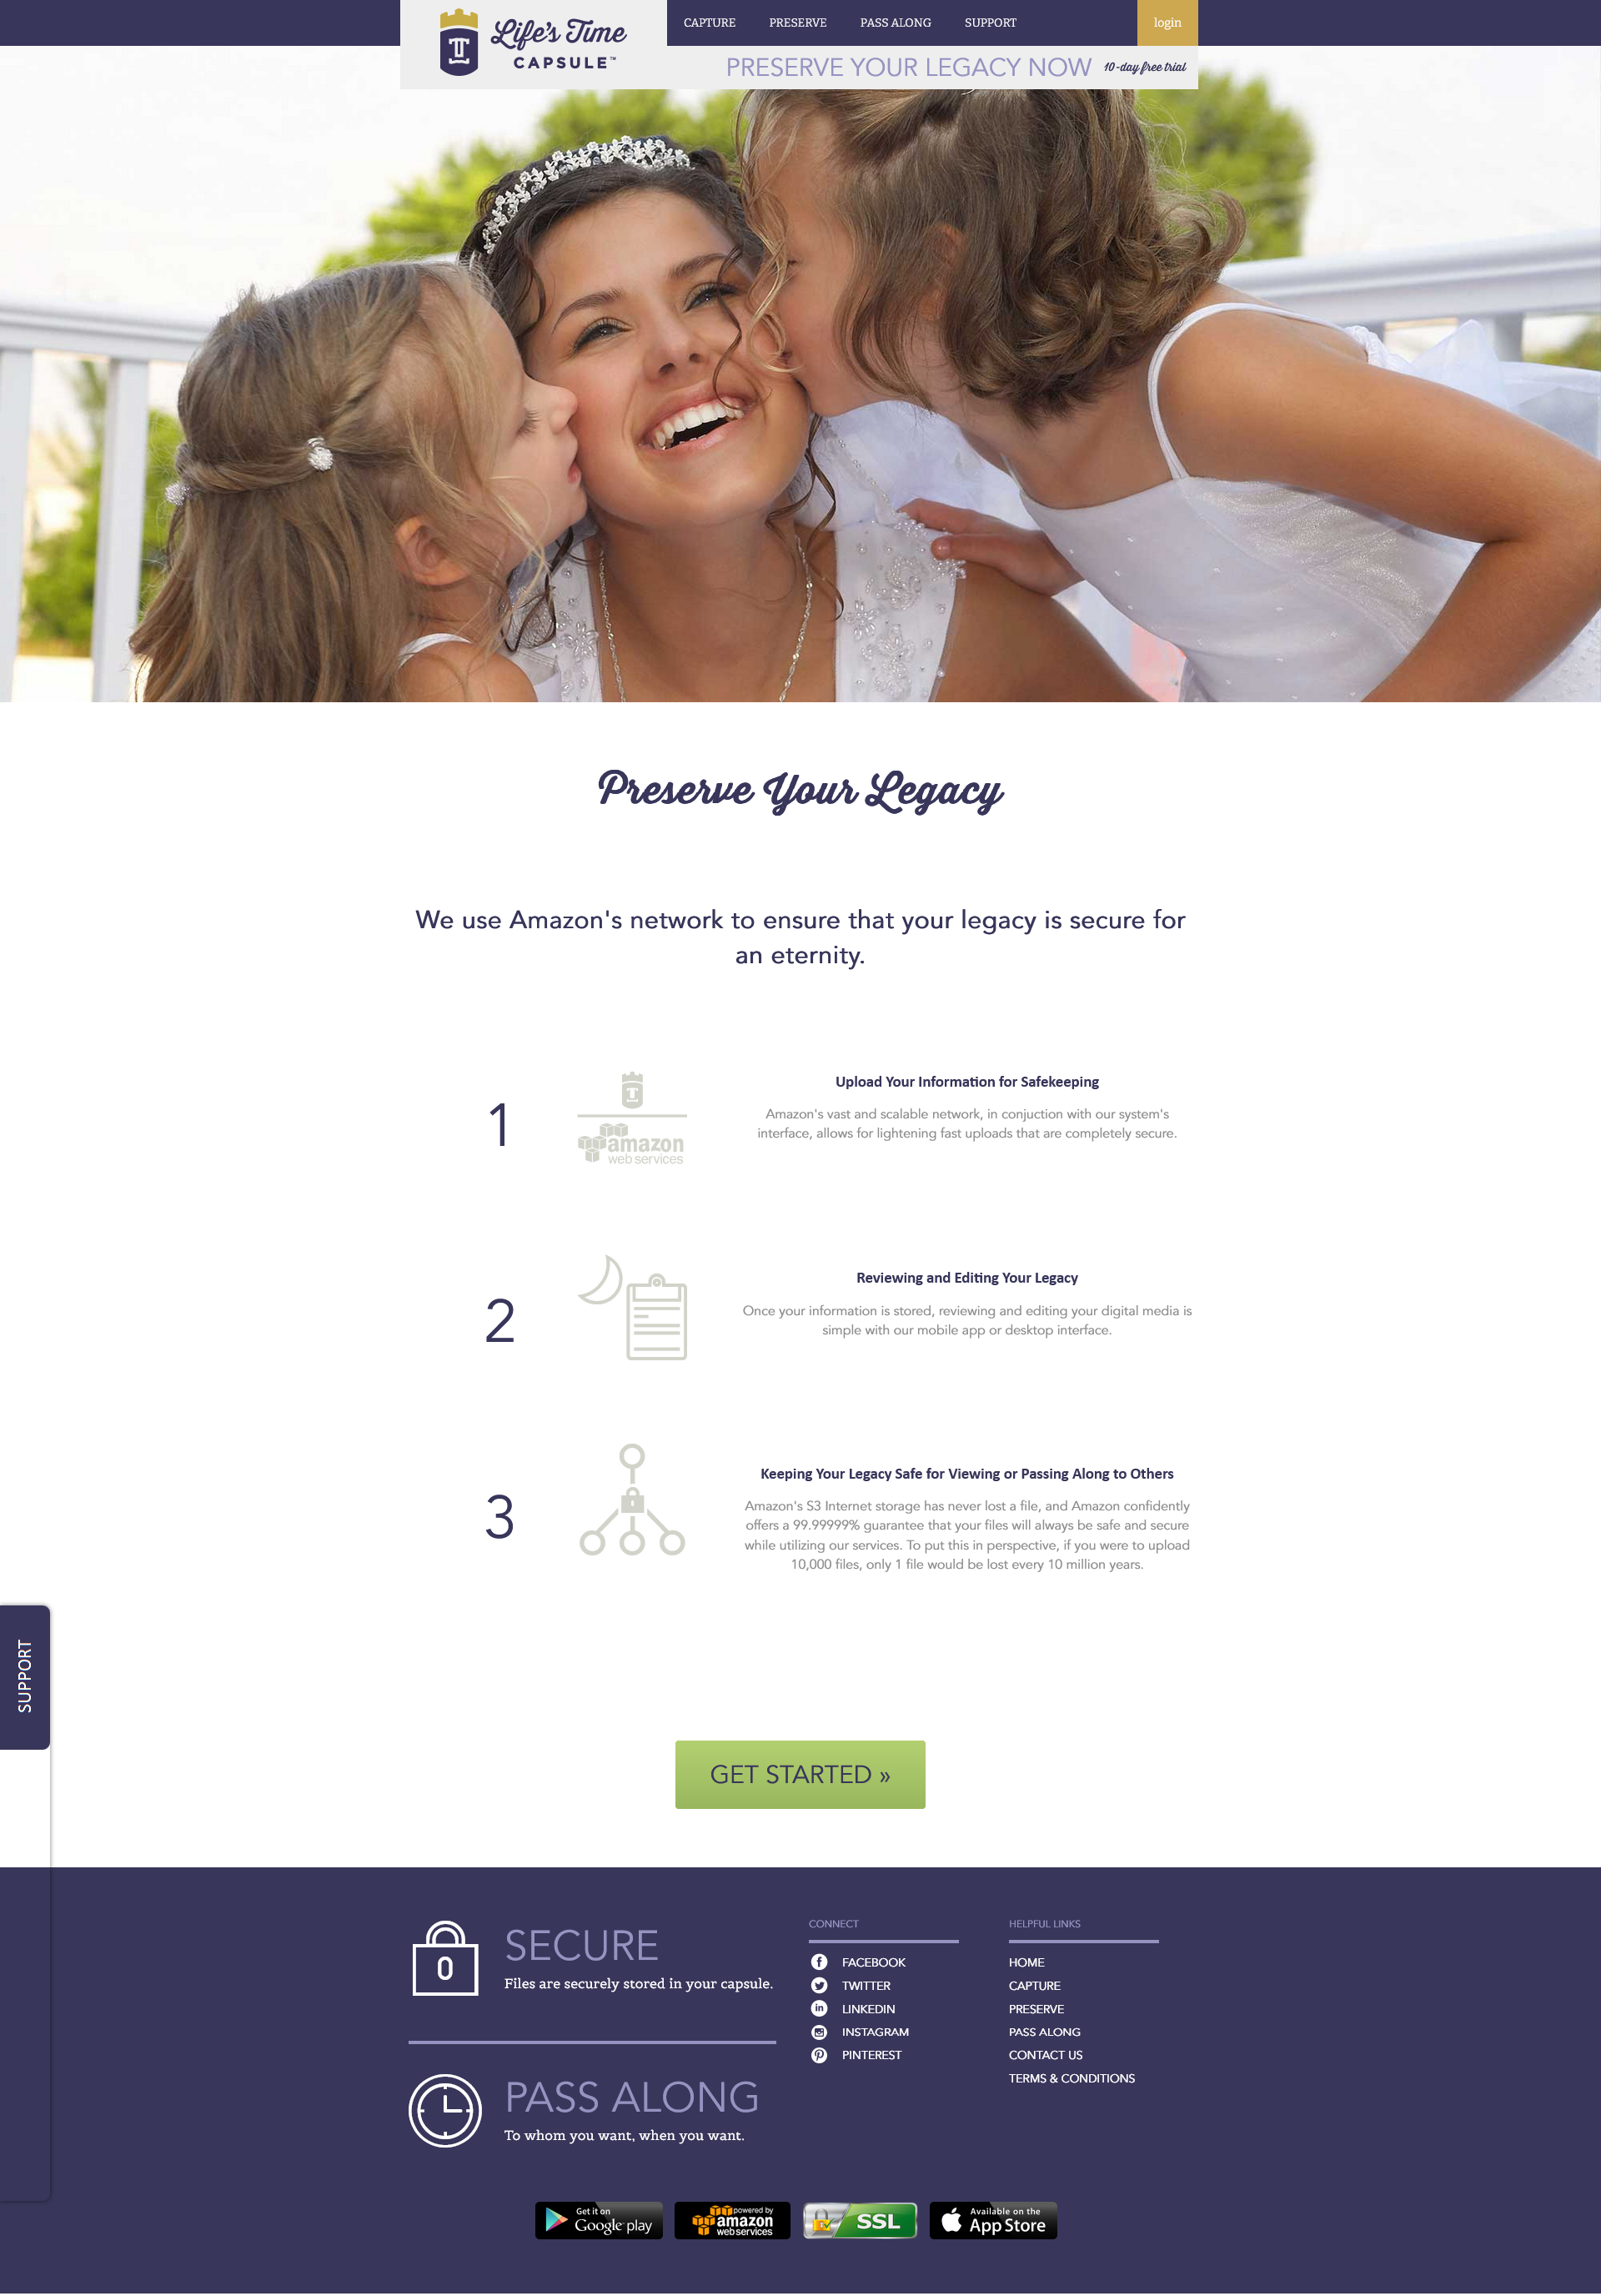 Life's Time
CAPSULE™
CAPTURE PRESERVE PASS ALONG SUPPORT login
PRESERVE YOUR LEGACY NOW 10-day free trial
Preserve Your Legacy
We use Amazon's network to ensure that your legacy is secure for
an eternity.
1
amazon
web services
Upload Your Information for Safekeeping
Amazon's vast and scalable network, in conjuction with our system's
interface, allows for lightening fast uploads that are completely secure.
2
Reviewing and Editing Your Legacy
Once your information is stored, reviewing and editing your digital media is
simple with our mobile app or desktop interface.
3
Keeping Your Legacy Safe for Viewing or Passing Along to Others
Amazon's S3 Internet storage has never lost a file, and Amazon confidently
offers a 99.99999% guarantee that your files will always be safe and secure
while utilizing our services. To put this in perspective, if you were to upload
10,000 files, only 1 file would be lost every 10 million years.
SUPPORT
GET STARTED »
SECURE
Files are securely stored in your capsule.
PASS ALONG
To whom you want, when you want.
CONNECT
FACEBOOK
TWITTER
LINKEDIN
INSTAGRAM
PINTEREST
HELPFUL LINKS
HOME
CAPTURE
PRESERVE
PASS ALONG
CONTACT US
TERMS & CONDITIONS
Get it on
Google play
powered by
amazon
web services
SSL
Available on the
App Store